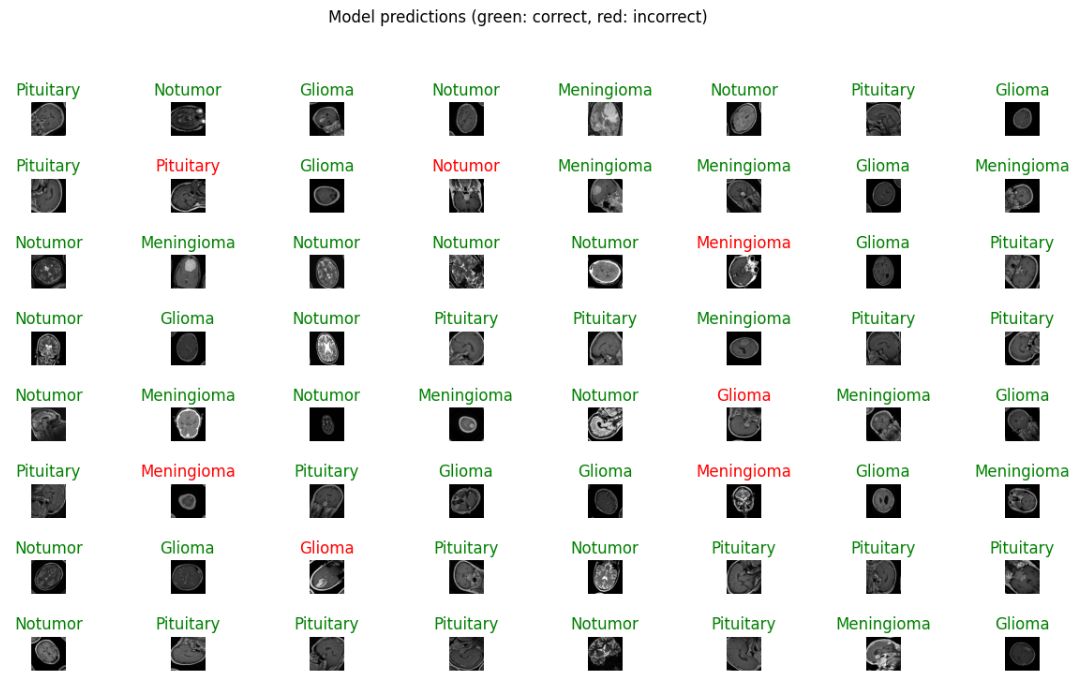 Model predictions (green: correct, red: incorrect)
Pituitary Notumor Glioma Notumor Meningioma Notumor Pituitary Glioma
Pituitary Pituitary Glioma Notumor Meningioma Meningioma Glioma Meningioma
Notumor Meningioma Notumor Notumor Notumor Meningioma Glioma Pituitary
Notumor Glioma Notumor Pituitary Pituitary Meningioma Pituitary Pituitary
Notumor Meningioma Notumor Meningioma Notumor Glioma Meningioma Glioma
Pituitary Meningioma Pituitary Glioma Glioma Meningioma Glioma Meningioma
Notumor Glioma Glioma Pituitary Notumor Pituitary Pituitary Pituitary
Notumor Pituitary Pituitary Pituitary Notumor Pituitary Meningioma Glioma